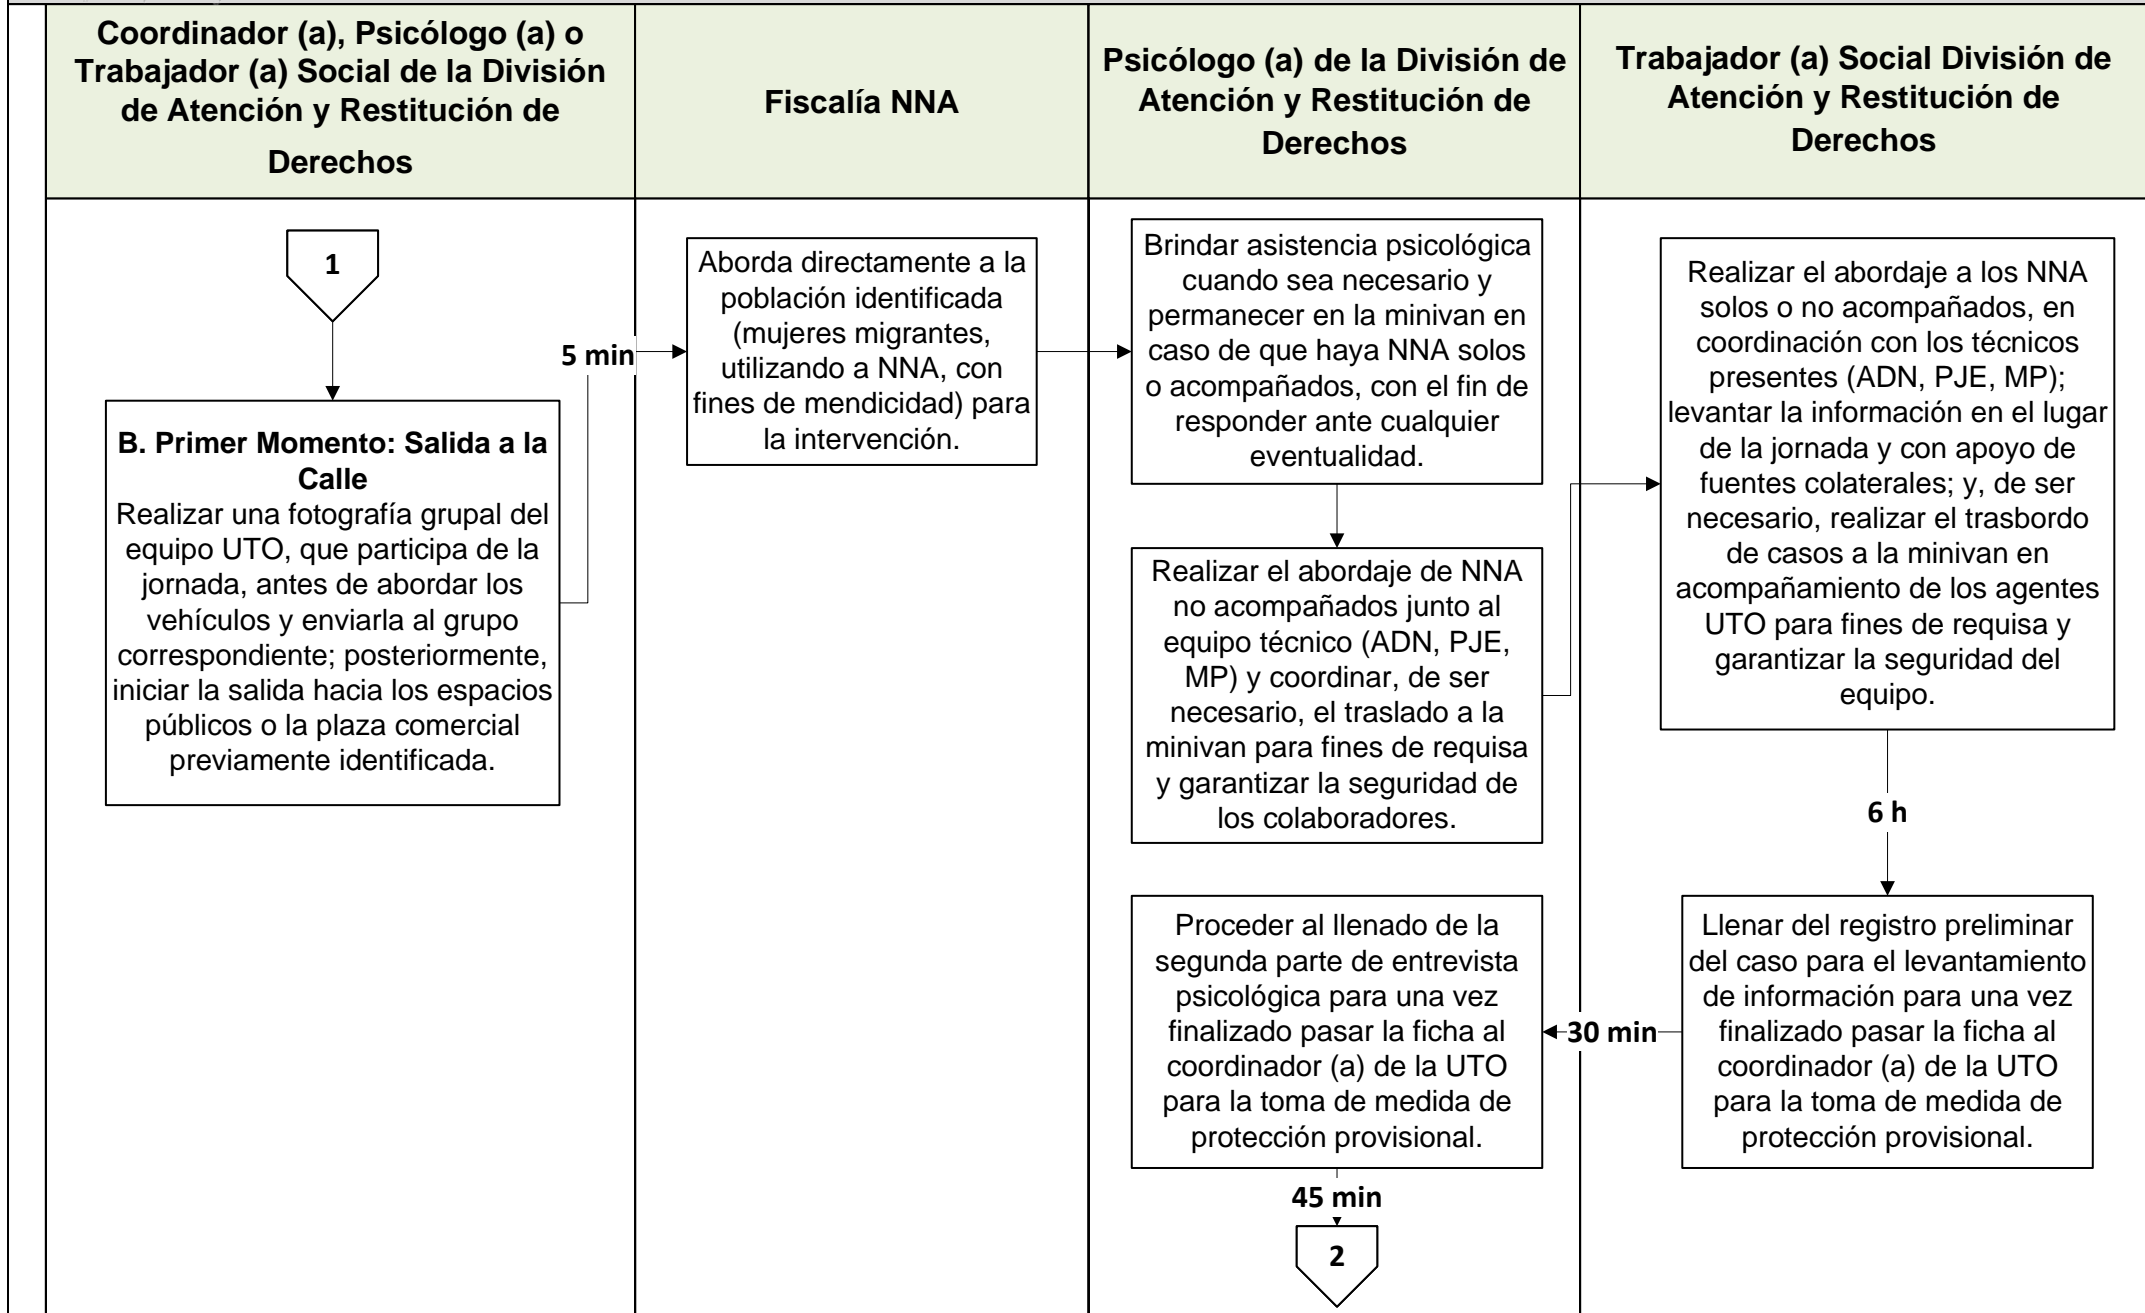 Coordinador (a), Psicólogo (a) o
Trabajador (a) Social de la División
de Atención y Restitución de
Derechos
Fiscalía NNA
Psicólogo (a) de la División de
Atención y Restitución de
Derechos
Trabajador (a) Social División de
Atención y Restitución de
Derechos
1
B. Primer Momento: Salida a la
Calle
Realizar una fotografía grupal del
equipo UTO, que participa de la
jornada, antes de abordar los
vehículos y enviarla al grupo
correspondiente; posteriormente,
iniciar la salida hacia los espacios
públicos o la plaza comercial
previamente identificada.
5 min
Aborda directamente a la
población identificada
(mujeres migrantes,
utilizando a NNA, con
fines de mendicidad) para
la intervención.
Brindar asistencia psicológica
cuando sea necesario y
permanecer en la minivan en
caso de que haya NNA solos
o acompañados, con el fin de
responder ante cualquier
eventualidad.
Realizar el abordaje de NNA
no acompañados junto al
equipo técnico (ADN, PJE,
MP) y coordinar, de ser
necesario, el traslado a la
minivan para fines de requisa
y garantizar la seguridad de
los colaboradores.
Realizar el abordaje a los NNA
solos o no acompañados, en
coordinación con los técnicos
presentes (ADN, PJE, MP);
levantar la información en el lugar
de la jornada y con apoyo de
fuentes colaterales; y, de ser
necesario, realizar el trasbordo
de casos a la minivan en
acompañamiento de los agentes
UTO para fines de requisa y
garantizar la seguridad del
equipo.
6 h
Llenar del registro preliminar
del caso para el levantamiento
de información para una vez
finalizado pasar la ficha al
coordinador (a) de la UTO
para la toma de medida de
protección provisional.
30 min
Proceder al llenado de la
segunda parte de entrevista
psicológica para una vez
finalizado pasar la ficha al
coordinador (a) de la UTO
para la toma de medida de
protección provisional.
45 min
2